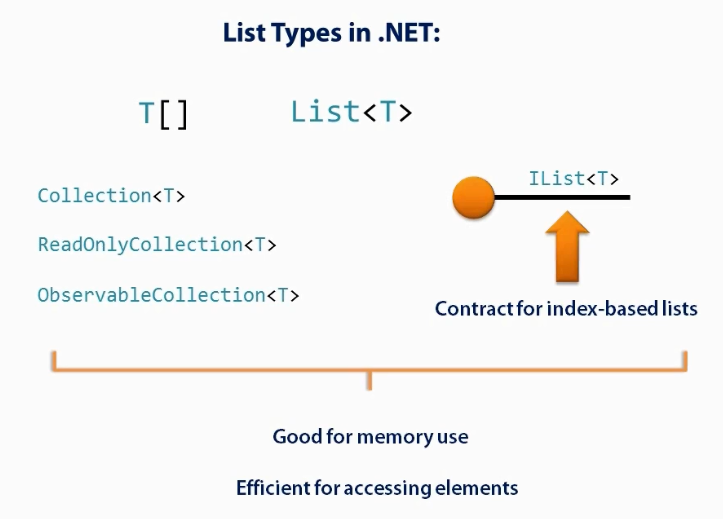 List Types in .NET:
T[]
List<T>
Collection<T>
IList<T>
ReadOnlyCollection<T>
ObservableCollection<T>
Contract for index-based lists
Good for memory use
Efficient for accessing elements